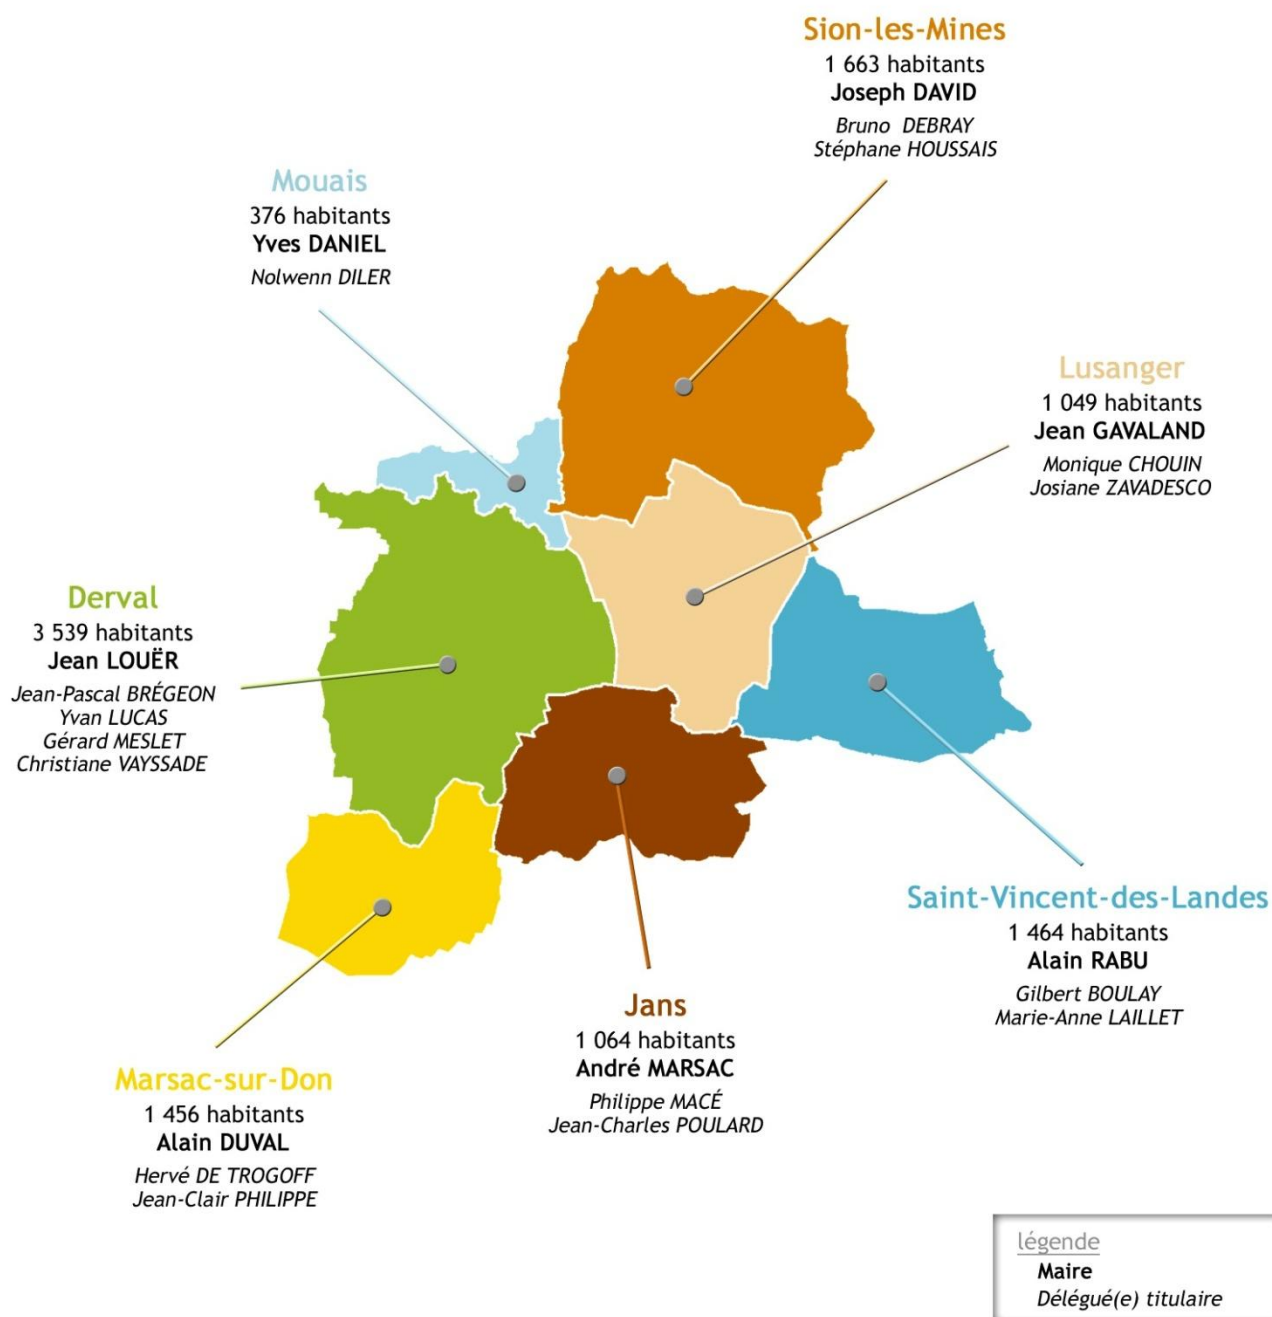 Sion-les-Mines
1 663 habitants
Joseph DAVID
Bruno DEBRAY
Stéphane HOUSSAIS
Mouais
376 habitants
Yves DANIEL
Nolwenn DILER
Lusanger
1 049 habitants
Jean GAVALAND
Monique CHOUIN
Josiane ZAVADESCO
Derval
3 539 habitants
Jean LOUËR
Jean-Pascal BRÉGEON
Yvan LUCAS
Gérard MESLET
Christiane VAYSSADE
Saint-Vincent-des-Landes
1 464 habitants
Alain RABU
Gilbert BOULAY
Marie-Anne LAILLET
Jans
1 064 habitants
André MARSAC
Philippe MACÉ
Jean-Charles POULARD
Marsac-sur-Don
1 456 habitants
Alain DUVAL
Hervé DE TROGOFF
Jean-Clair PHILIPPE
légende
Maire
Délégué(e) titulaire